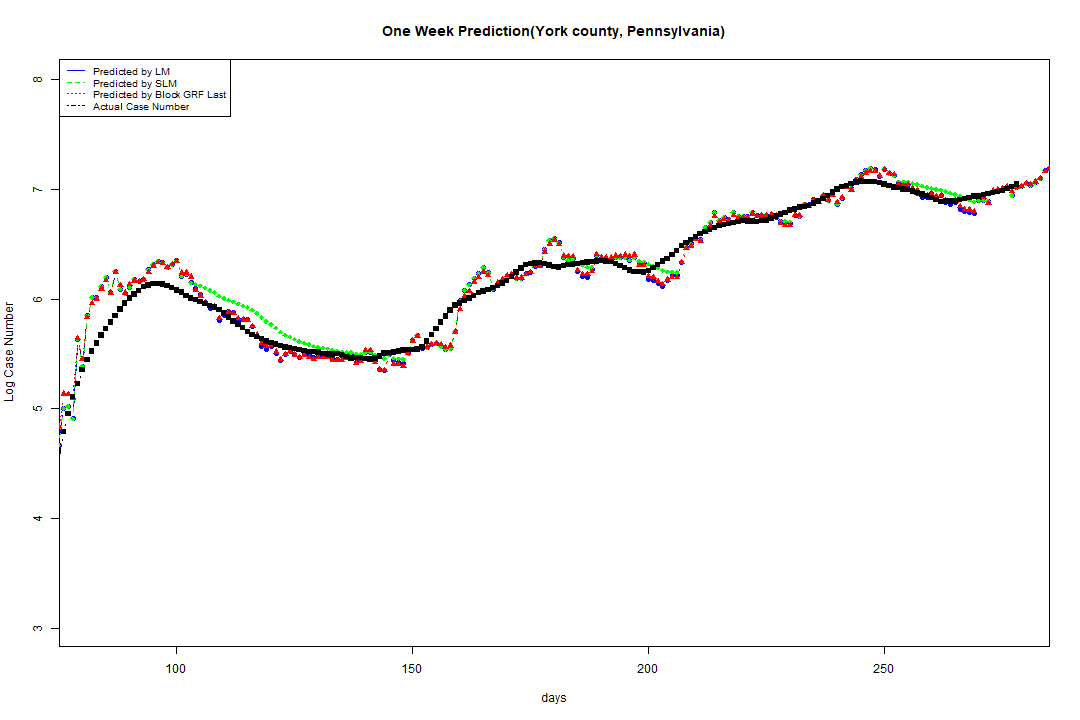 One Week Prediction(York county, Pennsylvania)
Predicted by LM
Predicted by SLM
Predicted by Block GRF Last
Actual Case Number
8
7
6
5
4
3
Log Case Number
100 150 200 250
days